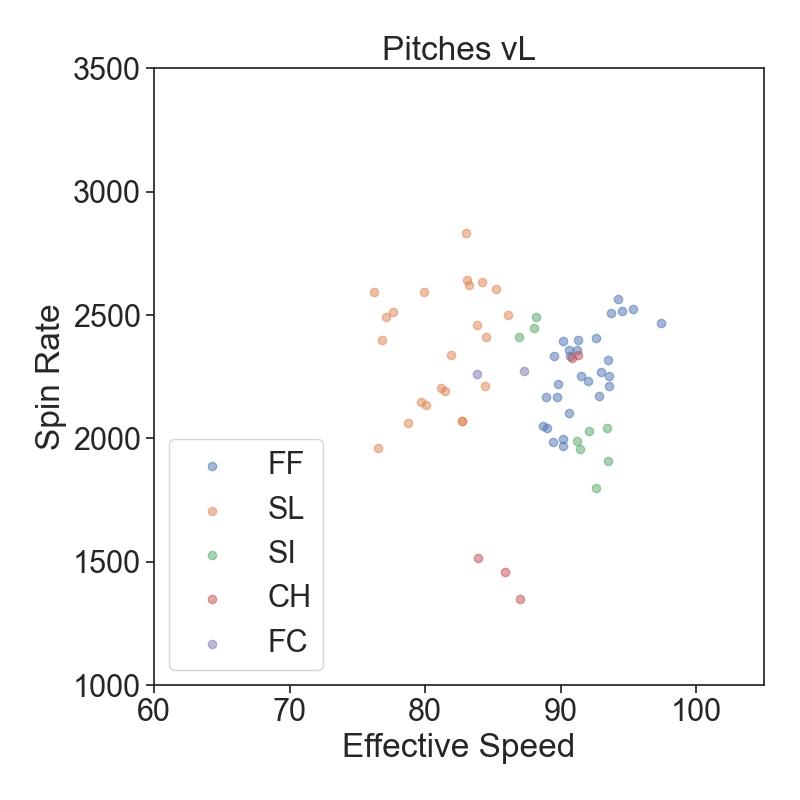 Pitches vL
3500
3000
2500
2000
1500
1000
Spin Rate
FF
SL
SI
CH
FC
60 70 80 90 100
Effective Speed